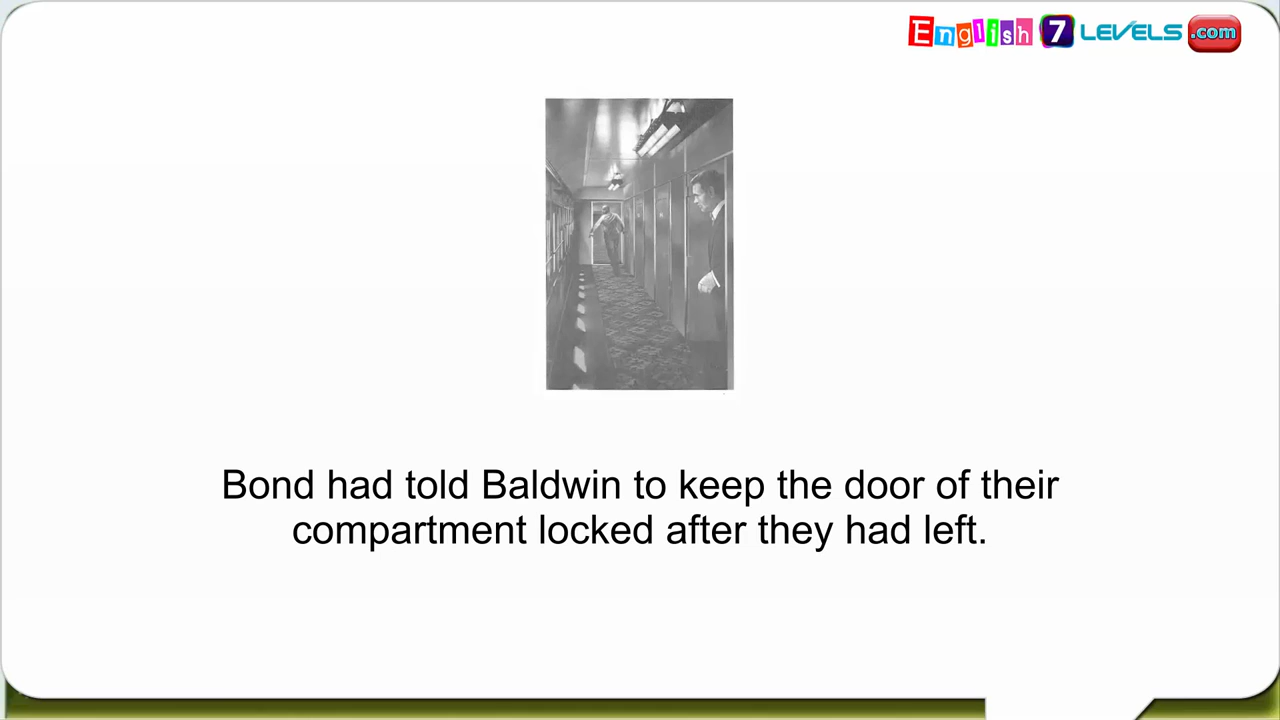 English 7 LEVELS .com
Bond had told Baldwin to keep the door of their
compartment locked after they had left.